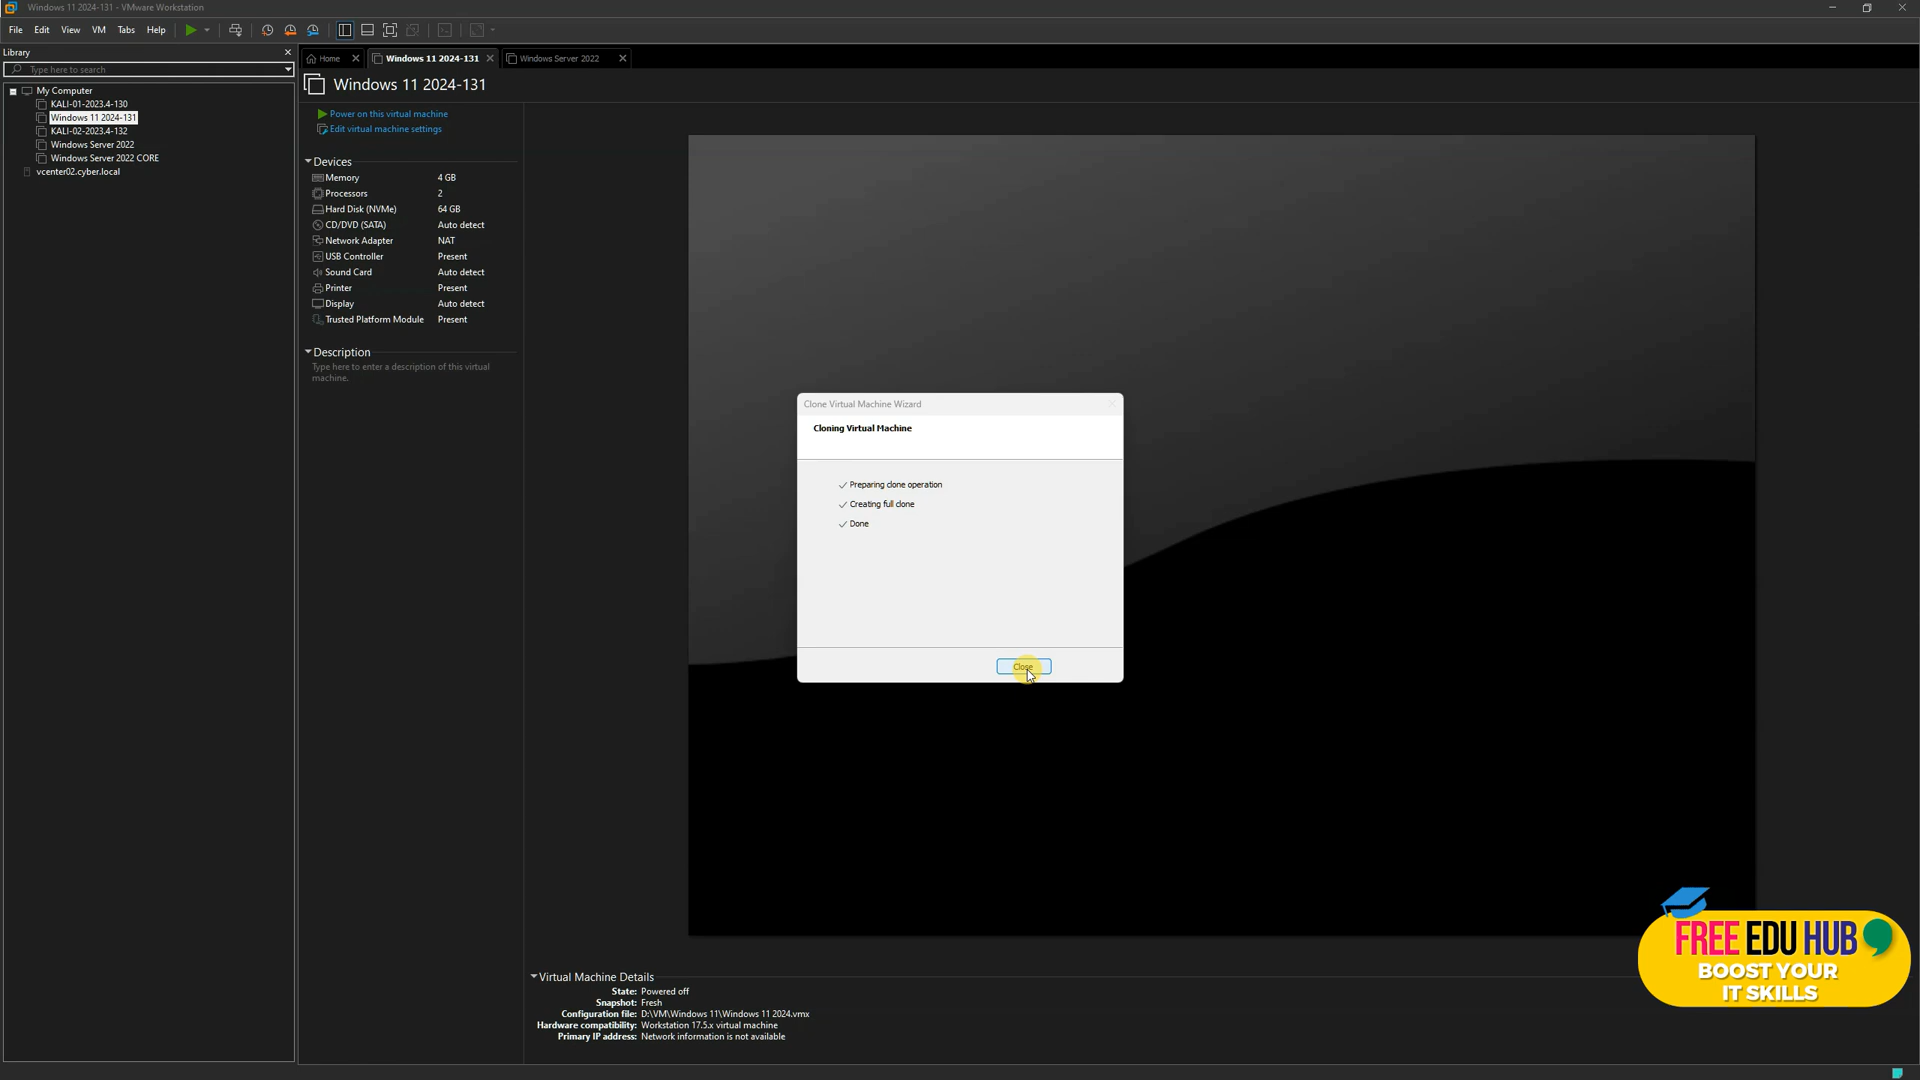 Windows 11 2024-131 - VMware Workstation
File Edit View VM Tabs Help
Library
Type here to search
My Computer
KALI-01-2023.4-130
Windows 11 2024-131
KALI-02-2023.4-132
Windows Server 2022
Windows Server 2022 CORE
vcenter02.cyber.local
Home
Windows 11 2024-131
Windows Server 2022
Windows 11 2024-131
Power on this virtual machine
Edit virtual machine settings
Devices
Memory 4 GB
Processors 2
Hard Disk (NVMe) 64 GB
CD/DVD (SATA) Auto detect
Network Adapter NAT
USB Controller Present
Sound Card Auto detect
Printer Present
Display Auto detect
Trusted Platform Module Present
Description
Type here to enter a description of this virtual
machine.
Clone Virtual Machine Wizard
Cloning Virtual Machine
Preparing clone operation
Creating full clone
Done
Close
Virtual Machine Details
State: Powered off
Snapshot: Fresh
Configuration file: D:\VM\Windows 11\Windows 11 2024.vmx
Hardware compatibility: Workstation 17.5.x virtual machine
Primary IP address: Network information is not available
FREE EDU HUB
BOOST YOUR
IT SKILLS